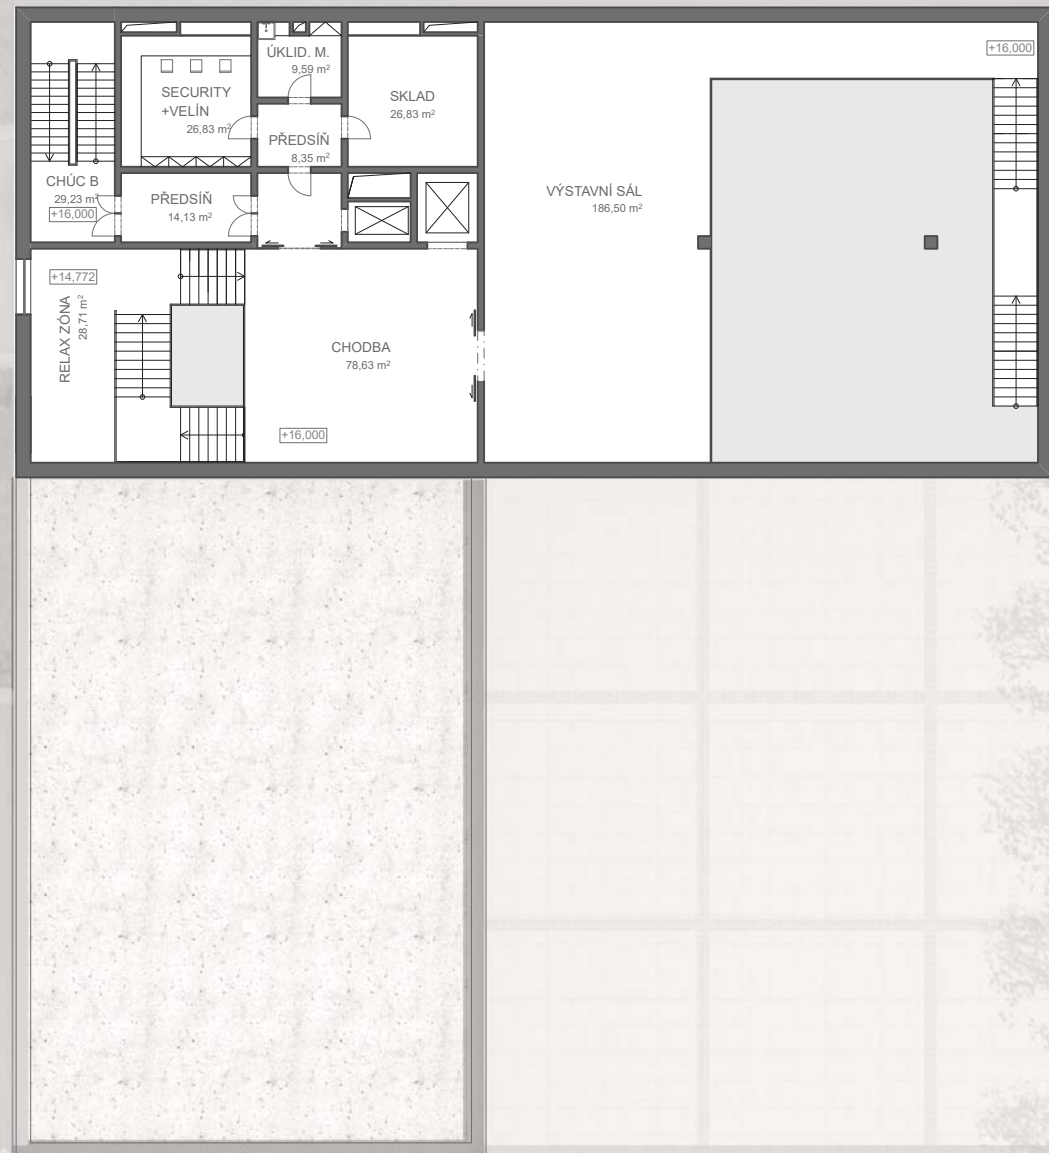 ÚKLID. M.
9,59 m²
+16,000
SECURITY
+VELÍN
26,83 m²
SKLAD
26,83 m²
PŘEDSÍŇ
8,35 m²
CHÚC B
29,23 m²
+16,000
PŘEDSÍŇ
14,13 m²
VÝSTAVNÍ SÁL
186,50 m²
+14,772
RELAX ZÓNA
28,71 m²
CHODBA
78,63 m²
+16,000